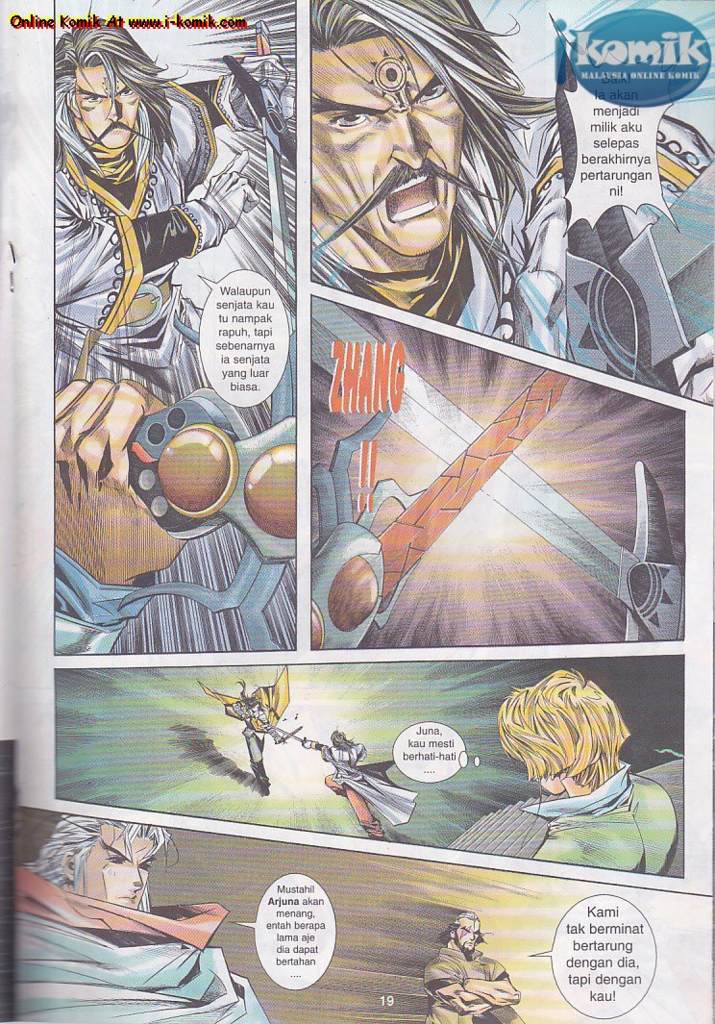 Online Komik At www.i-komik.com
ikomik
MALAYSIA ONLINE KOMIK
Walaupun
senjata kau
tu nampak
rapuh, tapi
sebenarnya
ia senjata
yang luar
biasa.
Ia akan
menjadi
milik aku
selepas
berakhirnya
pertarungan
ni!
ZHANG
!!
Juna,
kau mesti
berhati-hati
....
Mustahil
Arjuna akan
menang,
entah berapa
lama aje
dia dapat
bertahan
....
Kami
tak berminat
bertarung
dengan dia,
tapi dengan
kau!
19